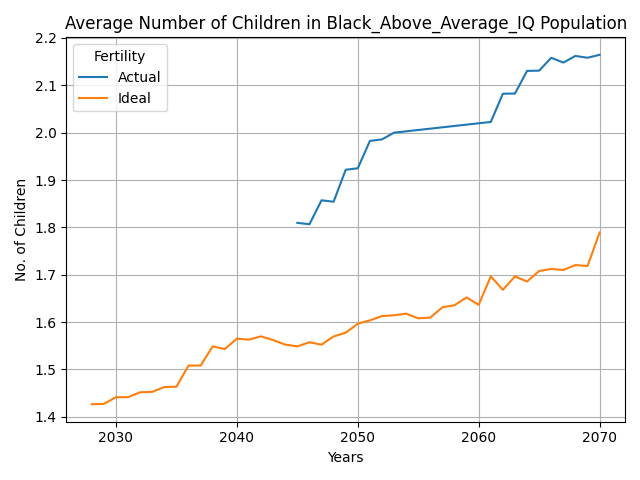 Average Number of Children in Black_Above_Average_IQ Population
Fertility
Actual
Ideal
No. of Children
2.2
2.1
2.0
1.9
1.8
1.7
1.6
1.5
1.4
2030 2040 2050 2060 2070
Years